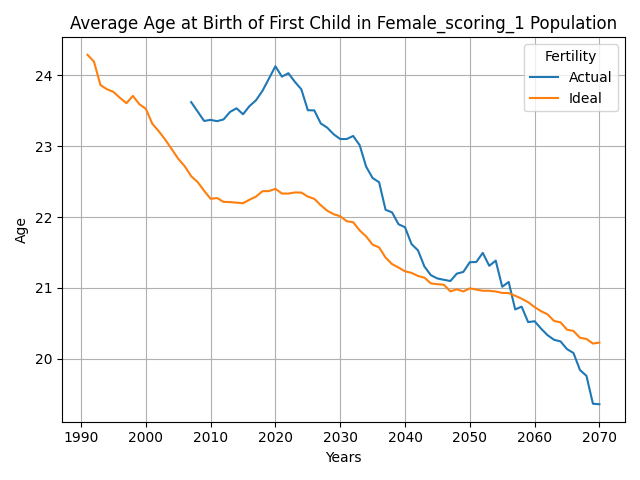 Average Age at Birth of First Child in Female_scoring_1 Population
Fertility
Actual
Ideal
Age
24
23
22
21
20
1990 2000 2010 2020 2030 2040 2050 2060 2070
Years